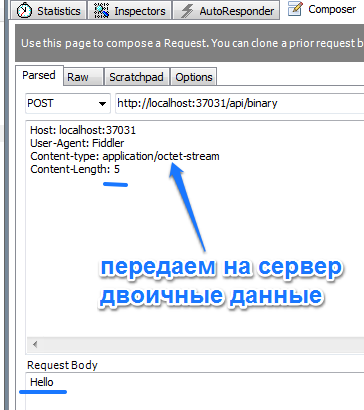 Statistics Inspectors AutoResponder Composer
Use this page to compose a Request. You can clone a prior request b
Parsed Raw Scratchpad Options
POST http://localhost:37031/api/binary
Host: localhost:37031
User-Agent: Fiddler
Content-type: application/octet-stream
Content-Length: 5
передаем на сервер
двоичные данные
Request Body
Hello